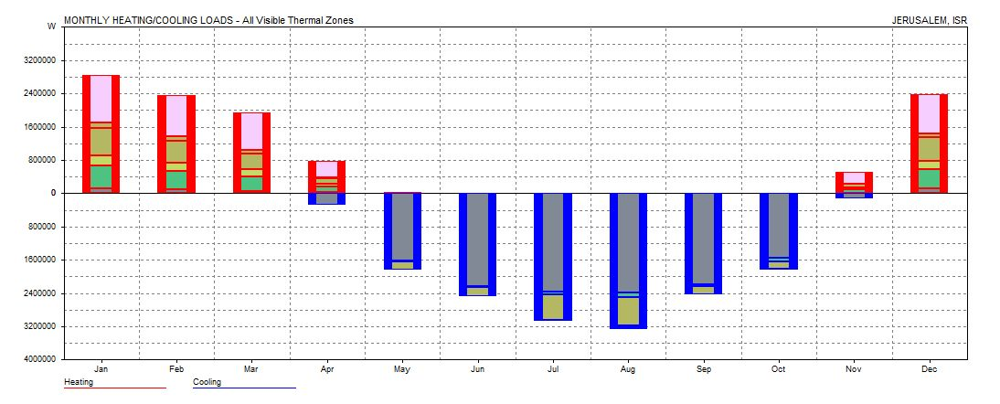 MONTHLY HEATING/COOLING LOADS - All Visible Thermal Zones JERUSALEM, ISR
W
3200000
2400000
1600000
800000
0
800000
1600000
2400000
3200000
4000000
Jan Feb Mar Apr May Jun Jul Aug Sep Oct Nov Dec
Heating Cooling